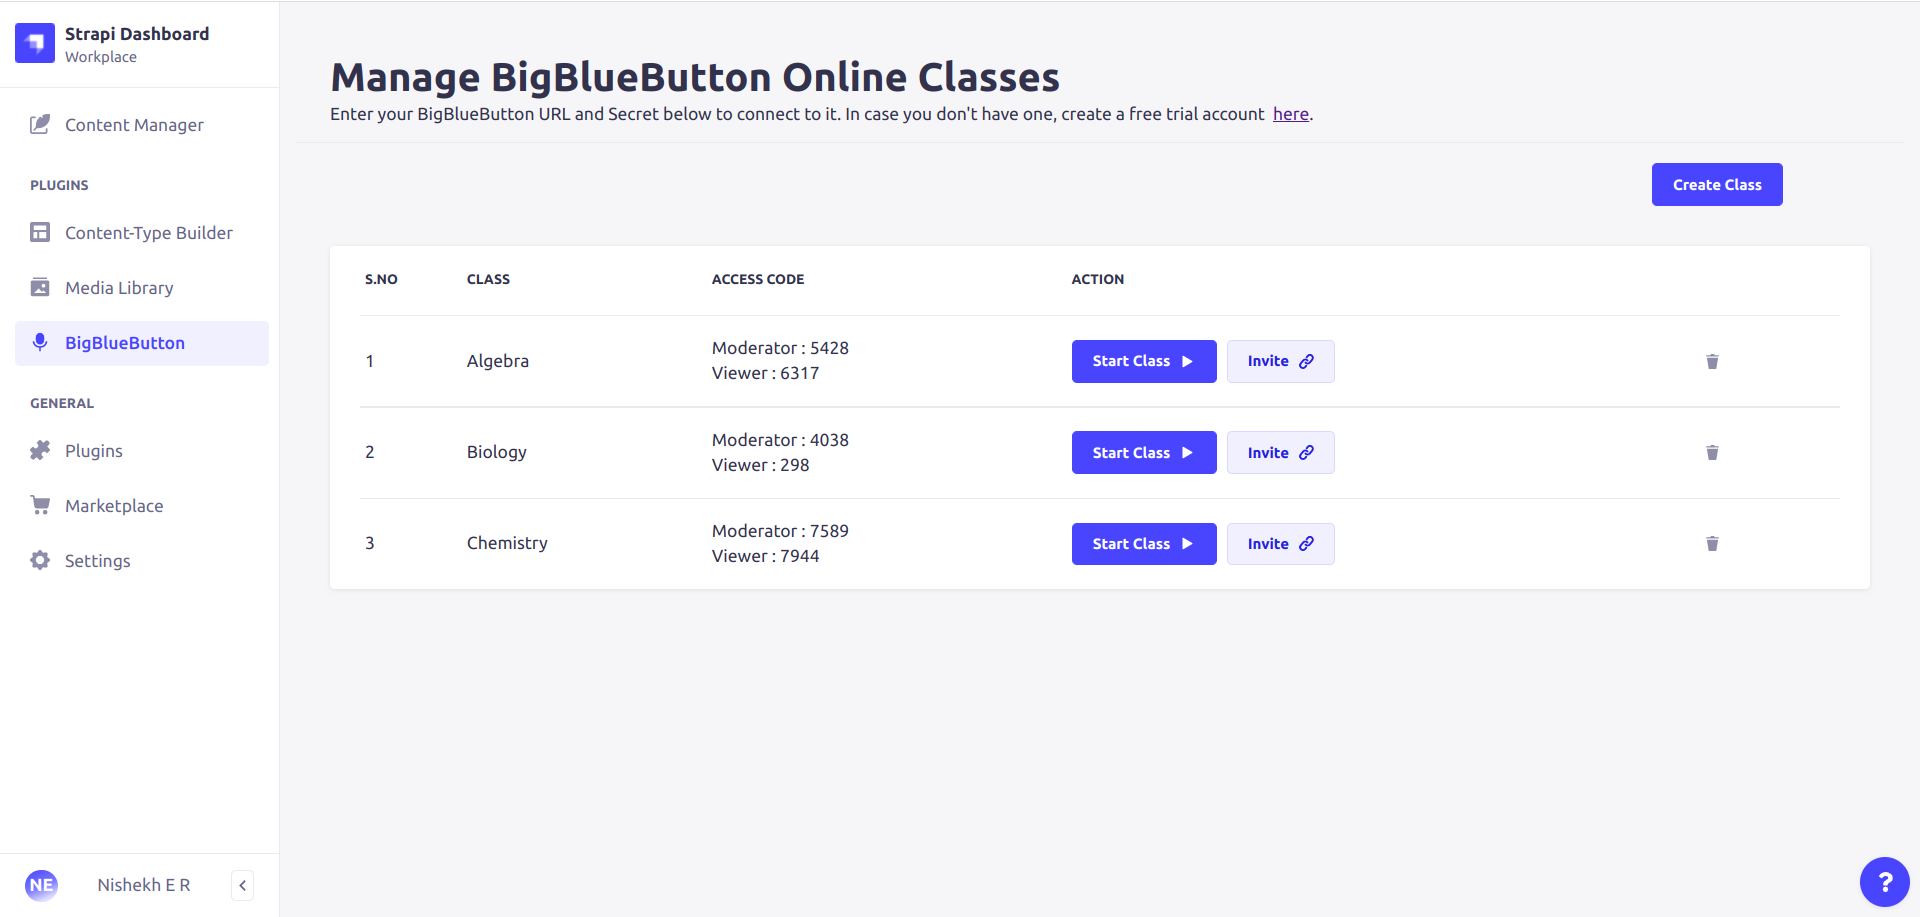 Strapi Dashboard
Workplace
Content Manager
PLUGINS
Content-Type Builder
Media Library
BigBlueButton
GENERAL
Plugins
Marketplace
Settings
NE
Nishekh E R
Manage BigBlueButton Online Classes
Enter your BigBlueButton URL and Secret below to connect to it. In case you don't have one, create a free trial account here.
Create Class
S.NO CLASS ACCESS CODE ACTION
1 Algebra Moderator : 5428 Start Class Invite
Viewer : 6317
2 Biology Moderator : 4038 Start Class Invite
Viewer : 298
3 Chemistry Moderator : 7589 Start Class Invite
Viewer : 7944
?